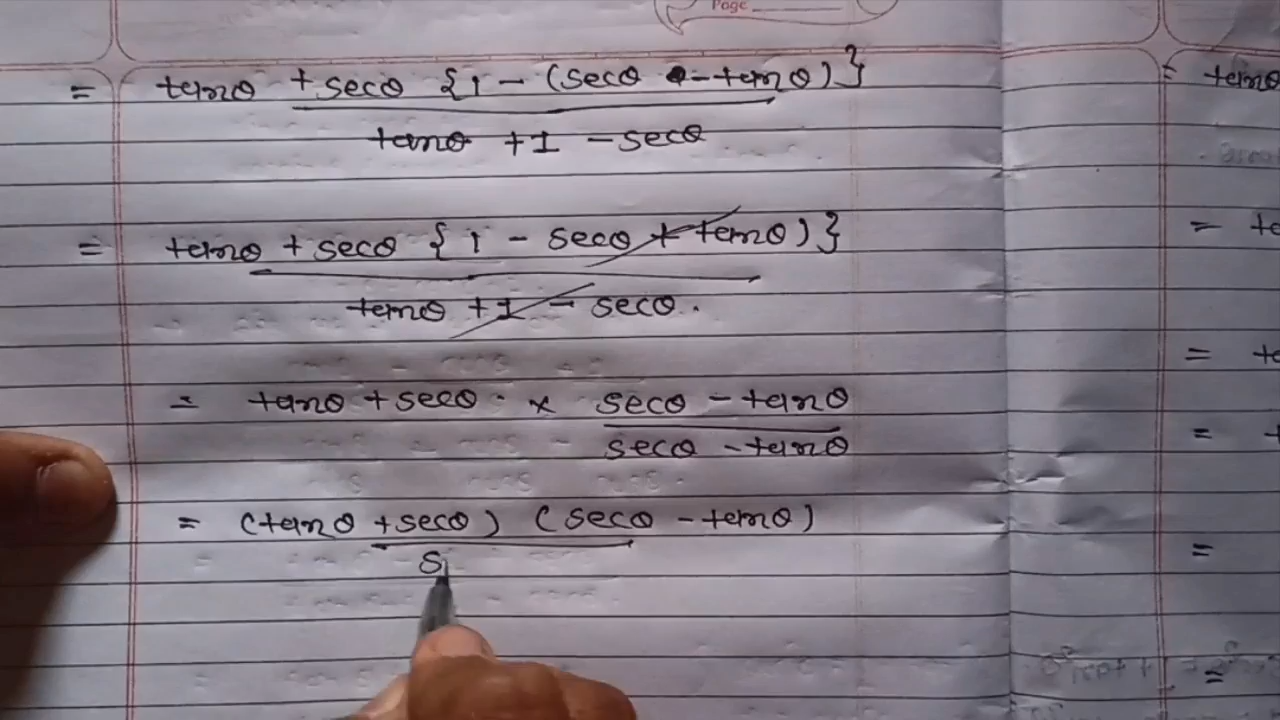 Page
= tanθ + secθ {1 - (secθ - tanθ)}
tanθ + 1 - secθ
= tanθ + secθ {1 - secθ + tanθ)}
tanθ + 1 - secθ.
= tanθ + secθ . × secθ - tanθ
secθ - tanθ
= (tanθ + secθ) (secθ - tanθ)
S
= tanθ
= 
= 
= 
=
=